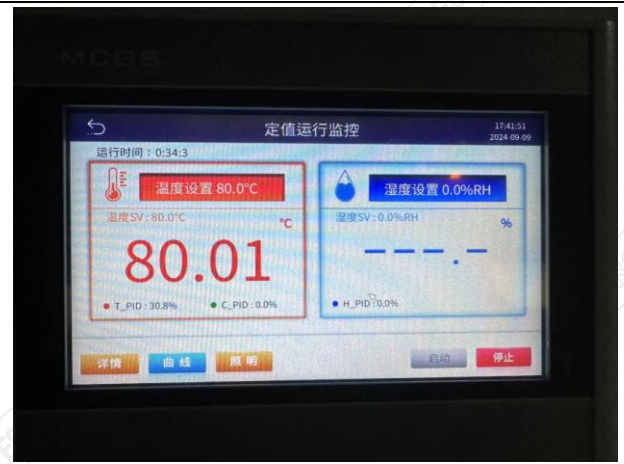 MCGS
定值运行监控
17:41:51
2024-09-09
运行时间：0:34:3
温度设置 80.0°C
温度SV : 80.0°C
°C
80.01
T_PID : 30.8%
C_PID : 0.0%
湿度设置 0.0%RH
湿度SV : 0.0%RH
%
---.-
H_PID : 0.0%
详情
曲线
照明
启动
停止